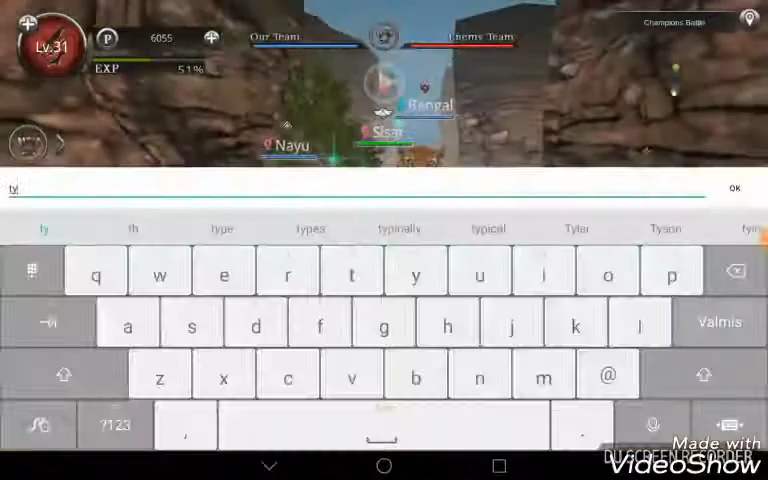 Lv.31
P 6055
EXP 51%
Our Team
Enemy Team
Champions Battle
Bengal
Sisar
Nayu
ty
OK
ty th type types typinally typical Tyler Tyson
q w e r t y u i o p
a s d f g h j k l Valmis
z x c v b n m @
?123 , .
Made with
DU SCREEN RECORDER
VideoShow